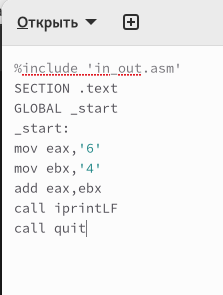 Открыть
%include 'in_out.asm'
SECTION .text
GLOBAL _start
_start:
mov eax,'6'
mov ebx,'4'
add eax,ebx
call iprintLF
call quit